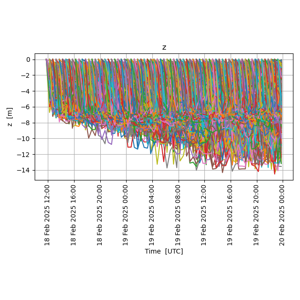 z
z [m]
0
−2
−4
−6
−8
−10
−12
−14
18 Feb 2025 12:00
18 Feb 2025 16:00
18 Feb 2025 20:00
19 Feb 2025 00:00
19 Feb 2025 04:00
19 Feb 2025 08:00
19 Feb 2025 12:00
19 Feb 2025 16:00
19 Feb 2025 20:00
20 Feb 2025 00:00
Time [UTC]